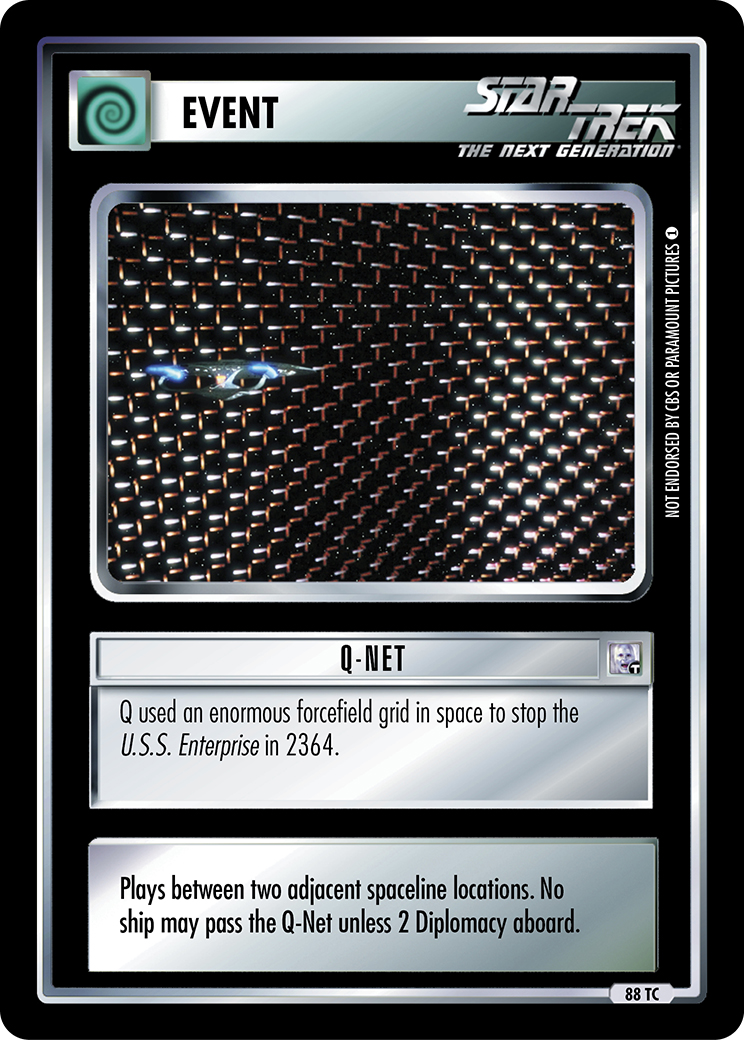 EVENT
STAR TREK
THE NEXT GENERATION
NOT ENDORSED BY CBS OR PARAMOUNT PICTURES 1
Q-NET
T
Q used an enormous forcefield grid in space to stop the
U.S.S. Enterprise in 2364.
Plays between two adjacent spaceline locations. No
ship may pass the Q-Net unless 2 Diplomacy aboard.
88 TC